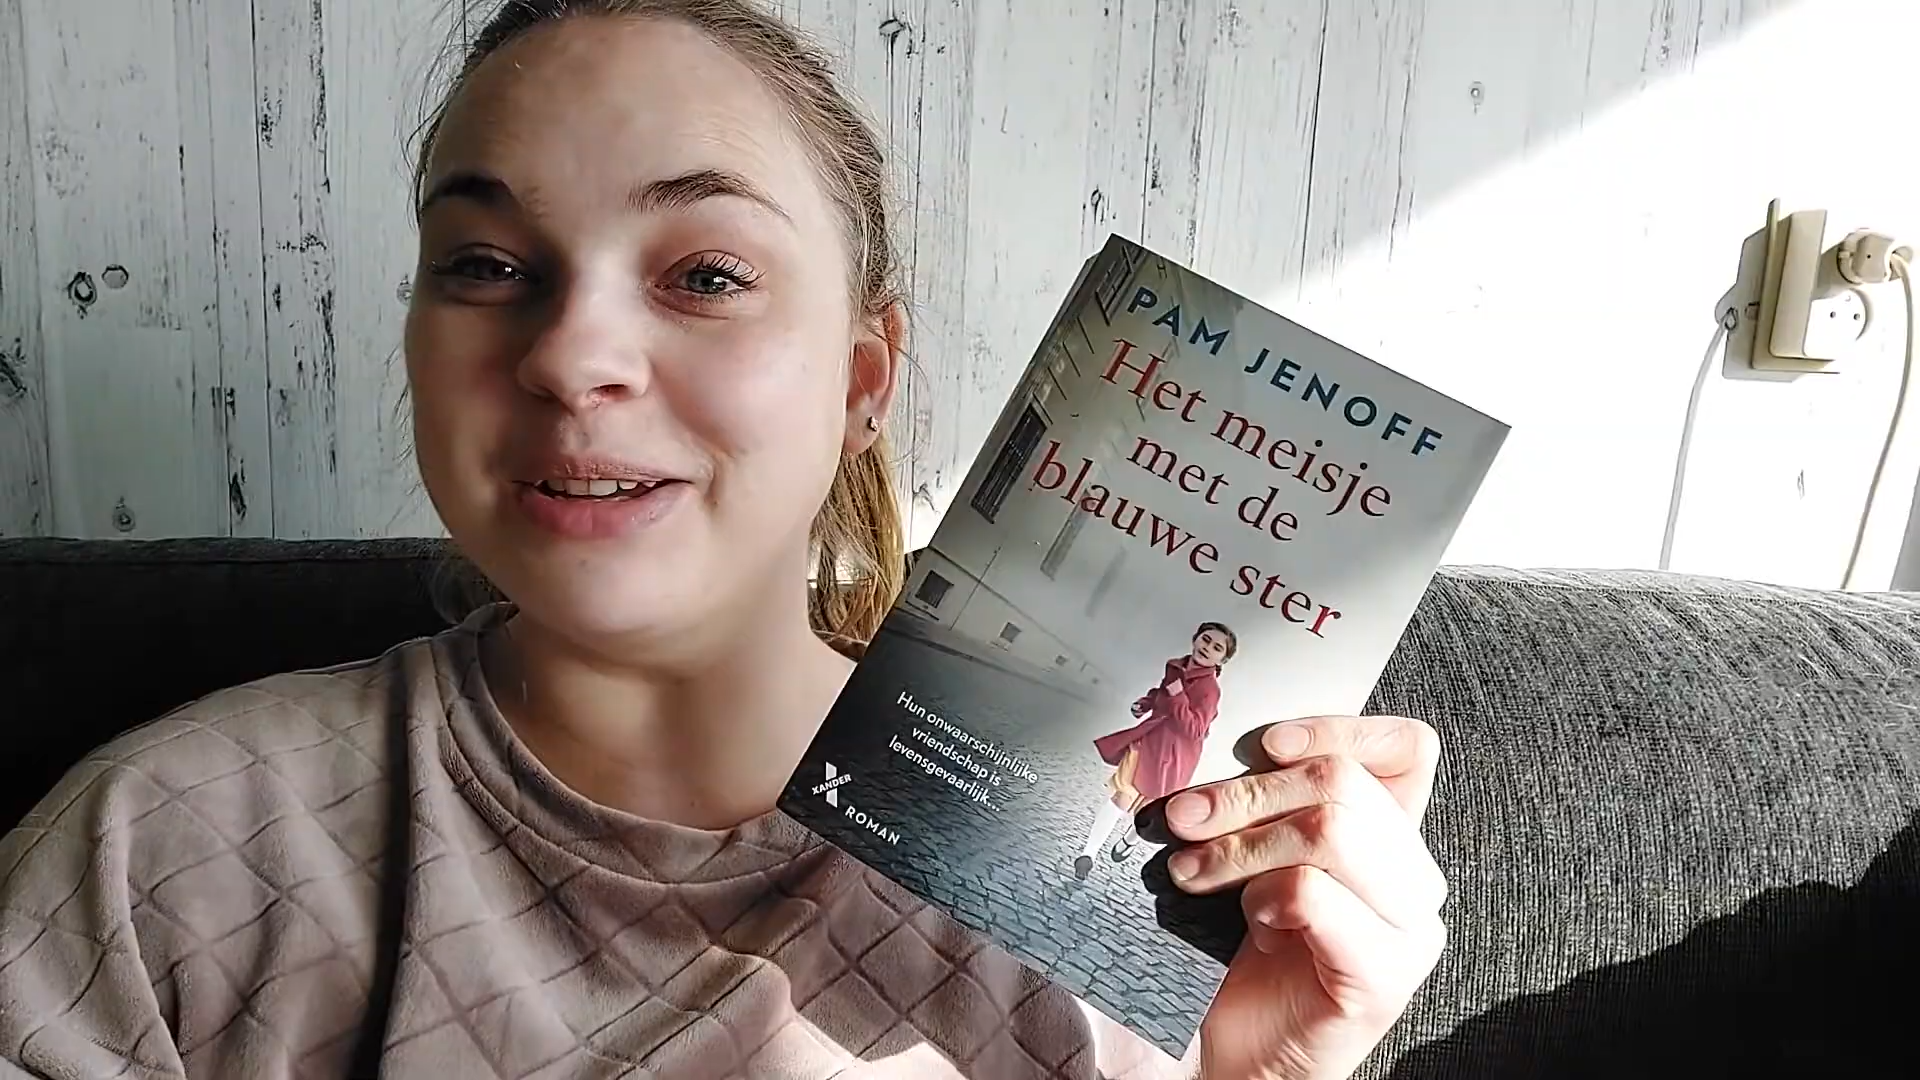 PAM JENOFF
Het meisje
met de
blauwe ster
Hun onwaarschijnlijke
vriendschap is
levensgevaarlijk...
XANDER
ROMAN